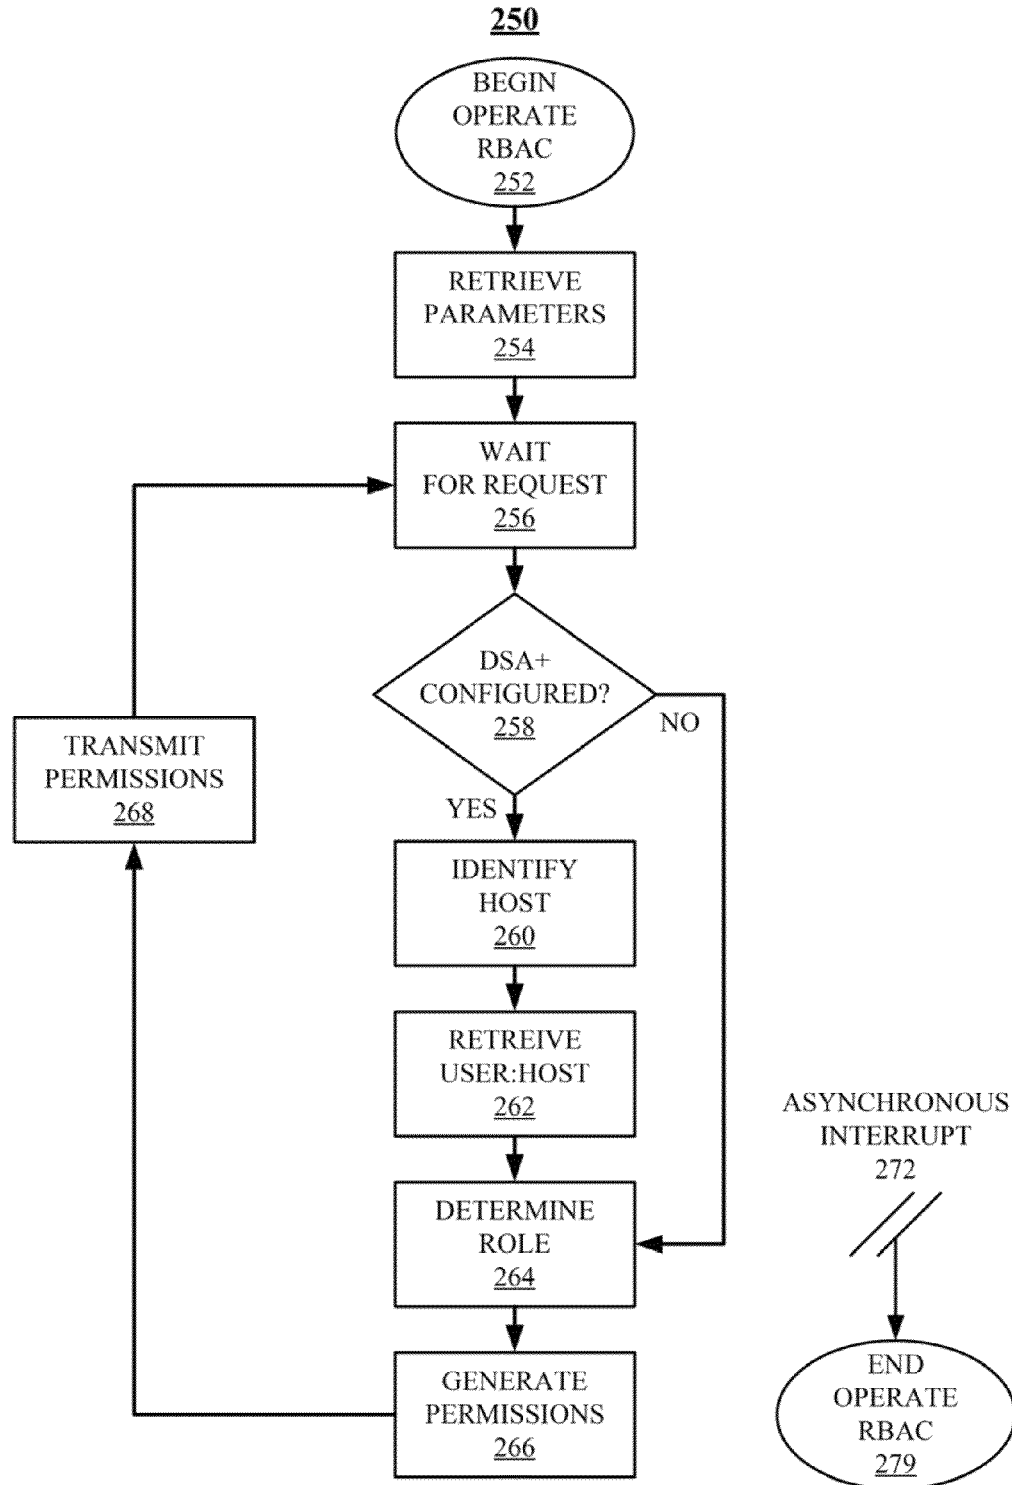 250
BEGIN
OPERATE
RBAC
252
RETRIEVE
PARAMETERS
254
WAIT
FOR REQUEST
256
DSA+
CONFIGURED?
258
NO
YES
TRANSMIT
PERMISSIONS
268
IDENTIFY
HOST
260
RETREIVE
USER:HOST
262
DETERMINE
ROLE
264
GENERATE
PERMISSIONS
266
ASYNCHRONOUS
INTERRUPT
272
END
OPERATE
RBAC
279